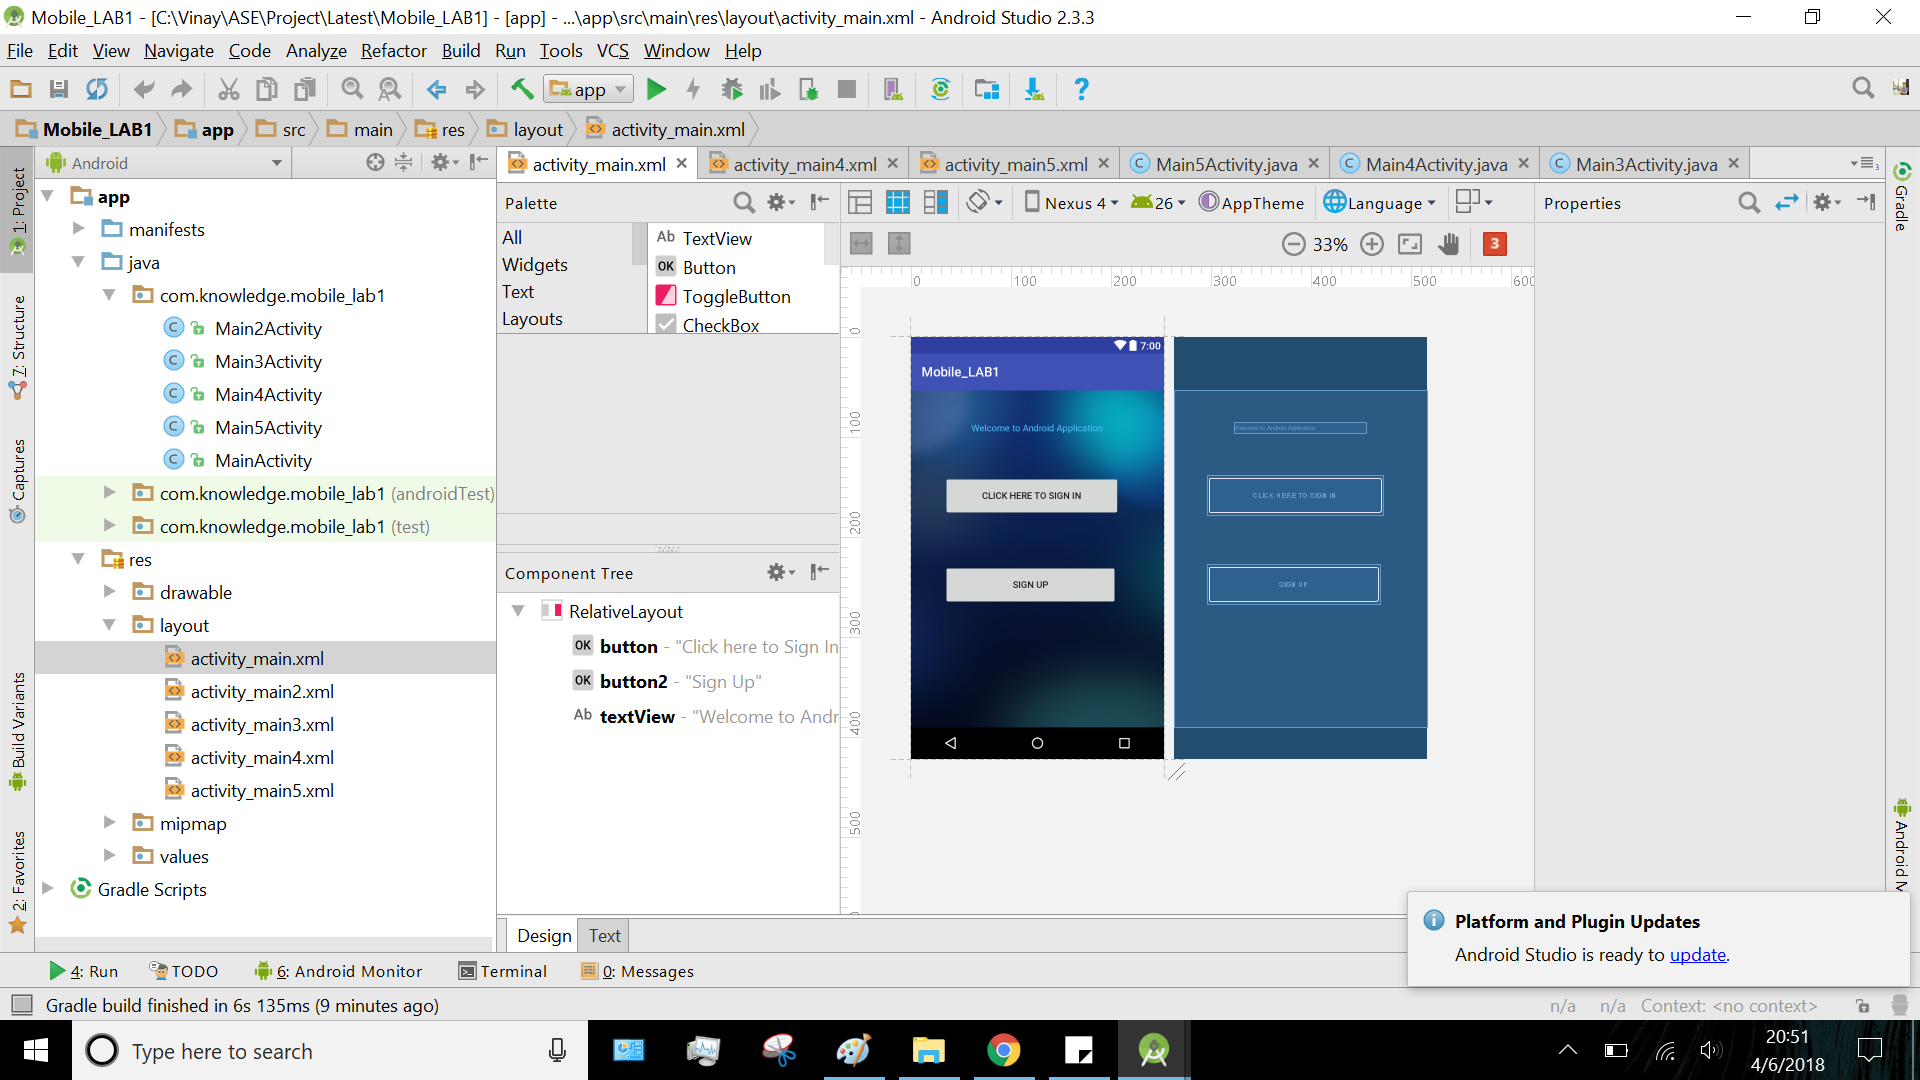 Mobile_LAB1 - [C:\Vinay\ASE\Project\Latest\Mobile_LAB1] - [app] - ...\app\src\main\res\layout\activity_main.xml - Android Studio 2.3.3
File Edit View Navigate Code Analyze Refactor Build Run Tools VCS Window Help
app
Mobile_LAB1 app src main res layout activity_main.xml
Android
activity_main.xml activity_main4.xml activity_main5.xml Main5Activity.java Main4Activity.java Main3Activity.java
3
1: Project
7: Structure
Captures
Build Variants
2: Favorites
app
manifests
java
com.knowledge.mobile_lab1
Main2Activity
Main3Activity
Main4Activity
Main5Activity
MainActivity
com.knowledge.mobile_lab1 (androidTest)
com.knowledge.mobile_lab1 (test)
res
drawable
layout
activity_main.xml
activity_main2.xml
activity_main3.xml
activity_main4.xml
activity_main5.xml
mipmap
values
Gradle Scripts
Palette
All
Widgets
Text
Layouts
Ab TextView
OK Button
ToggleButton
CheckBox
Component Tree
RelativeLayout
OK button - "Click here to Sign In
OK button2 - "Sign Up"
Ab textView - "Welcome to Andr
Nexus 4 26 AppTheme Language
33% 3
0 100 200 300 400 500 600
0
100
200
300
400
500
7:00
Mobile_LAB1
Welcome to Android Application
CLICK HERE TO SIGN IN
SIGN UP
Welcome to Android Application
CLICK HERE TO SIGN IN
SIGN UP
Properties
Gradle
Android M
Design Text
Platform and Plugin Updates
Android Studio is ready to update.
4: Run TODO 6: Android Monitor Terminal 0: Messages
Gradle build finished in 6s 135ms (9 minutes ago)
n/a n/a Context: <no context>
Type here to search
20:51
4/6/2018